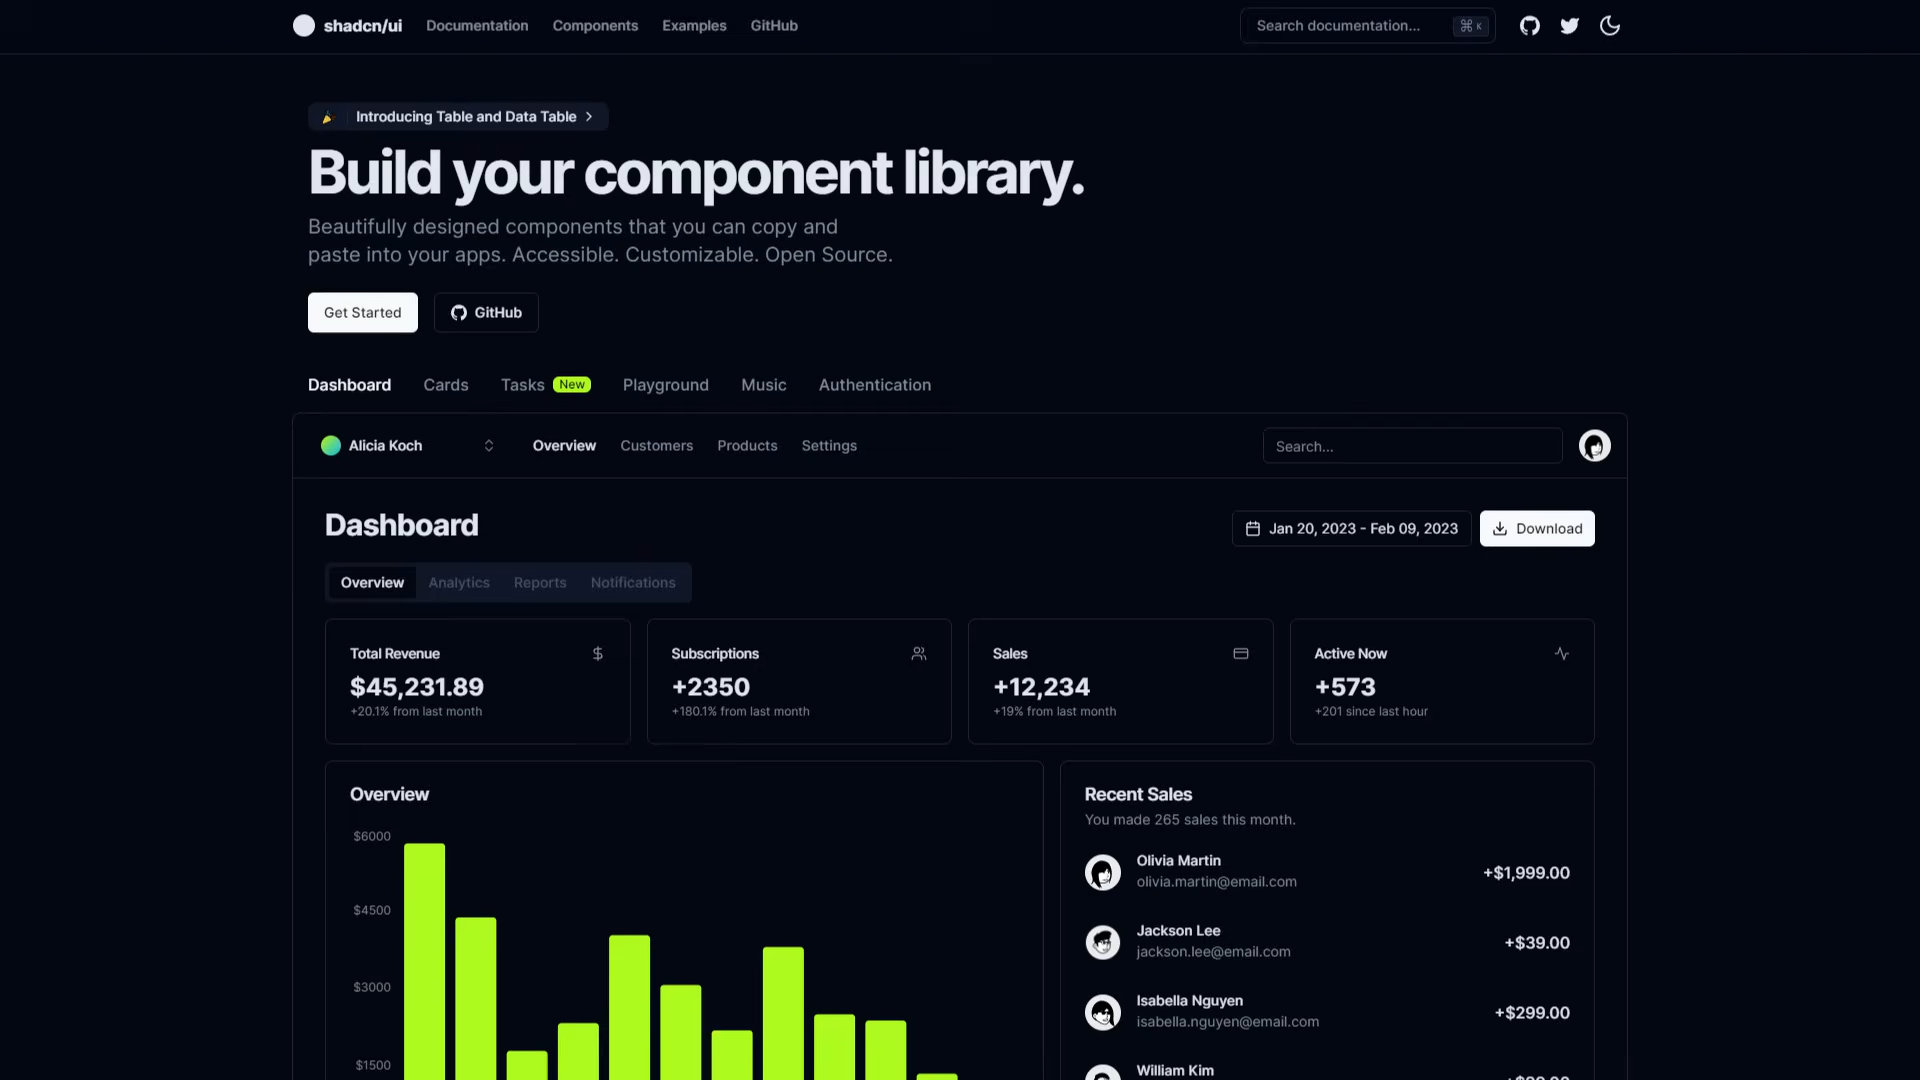 shadcn/ui Documentation Components Examples GitHub Search documentation... ⌘ K
Introducing Table and Data Table
Build your component library.
Beautifully designed components that you can copy and
paste into your apps. Accessible. Customizable. Open Source.
Get Started GitHub
Dashboard Cards Tasks New Playground Music Authentication
Alicia Koch Overview Customers Products Settings Search...
Dashboard Jan 20, 2023 - Feb 09, 2023 Download
Overview Analytics Reports Notifications
Total Revenue $
$45,231.89
+20.1% from last month
Subscriptions
+2350
+180.1% from last month
Sales
+12,234
+19% from last month
Active Now
+573
+201 since last hour
Overview
$6000
$4500
$3000
$1500
Recent Sales
You made 265 sales this month.
Olivia Martin
olivia.martin@email.com
+$1,999.00
Jackson Lee
jackson.lee@email.com
+$39.00
Isabella Nguyen
isabella.nguyen@email.com
+$299.00
William Kim